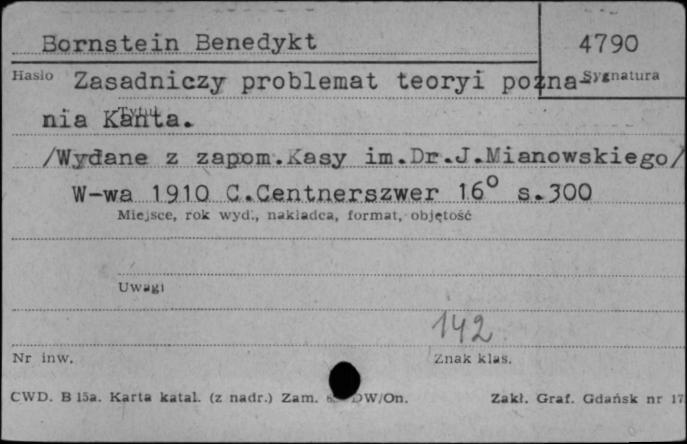 Bornstein Benedykt 4790
Hasło Zasadniczy problemat teoryi pozna- Sygnatura
nia Kanta.
Tytuł
/Wydane z zapom.Kasy im.Dr.J.Mianowskiego/
W-wa 1910 C.Centnerszwer 16° s.300
Miejsce, rok wyd., nakładca, format, objętość
Uwagi
142
Nr inw. Znak klas.
CWD. B 15a. Karta katal. (z nadr.) Zam. DW/On. Zakł. Graf. Gdańsk nr 17